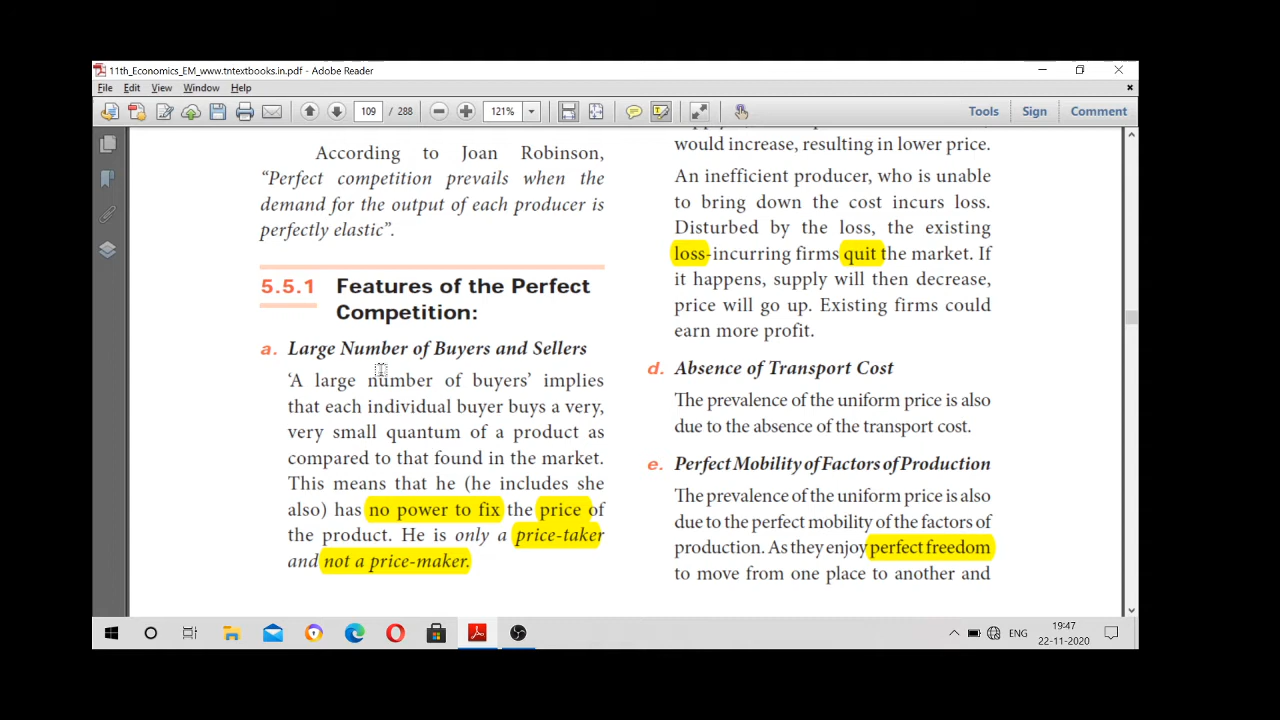 11th_Economics_EM_www.tntextbooks.in.pdf - Adobe Reader
File Edit View Window Help
109 / 288 121% Tools Sign Comment
According to Joan Robinson,
“Perfect competition prevails when the
demand for the output of each producer is
perfectly elastic”.
5.5.1 Features of the Perfect
Competition:
a. Large Number of Buyers and Sellers
‘A large number of buyers’ implies
that each individual buyer buys a very,
very small quantum of a product as
compared to that found in the market.
This means that he (he includes she
also) has no power to fix the price of
the product. He is only a price-taker
and not a price-maker.
would increase, resulting in lower price.
An inefficient producer, who is unable
to bring down the cost incurs loss.
Disturbed by the loss, the existing
loss-incurring firms quit the market. If
it happens, supply will then decrease,
price will go up. Existing firms could
earn more profit.
d. Absence of Transport Cost
The prevalence of the uniform price is also
due to the absence of the transport cost.
e. Perfect Mobility of Factors of Production
The prevalence of the uniform price is also
due to the perfect mobility of the factors of
production. As they enjoy perfect freedom
to move from one place to another and
ENG
19:47
22-11-2020